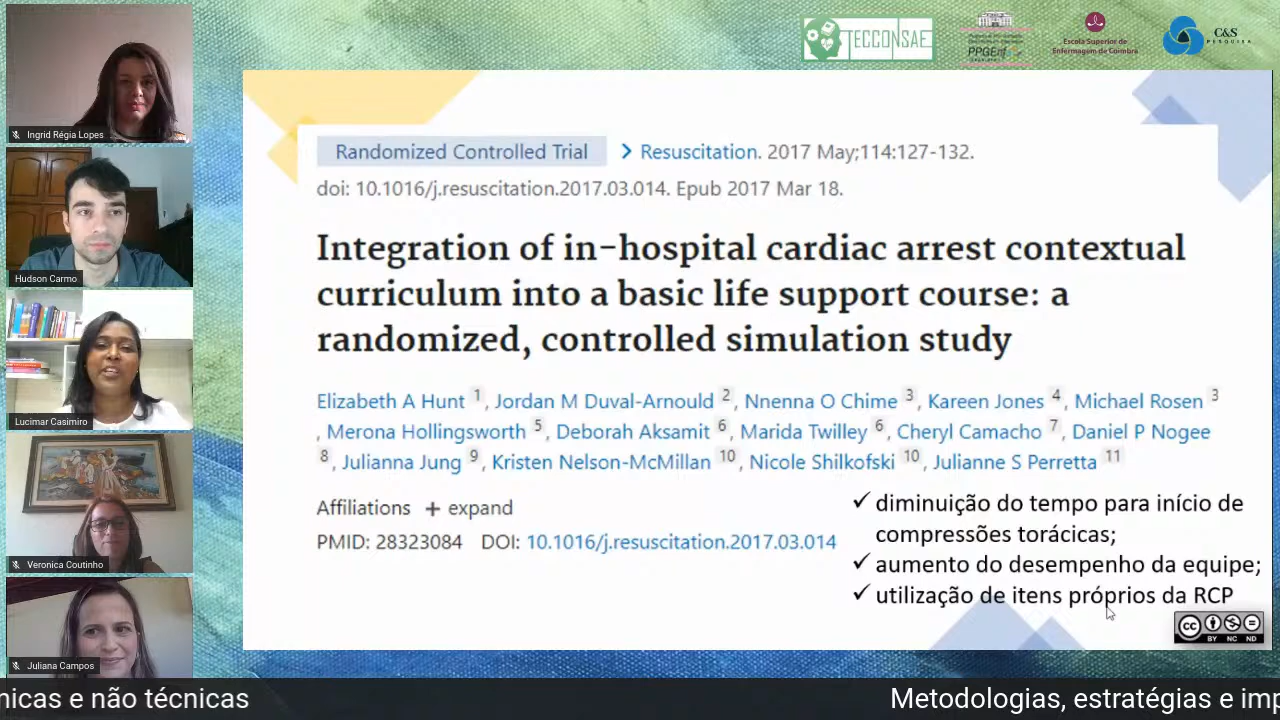 TECCONSAE
PPGEnf
Escola Superior de
Enfermagem de Coimbra
C&S
PESQUISA
Ingrid Régia Lopes
Hudson Carmo
Lucimar Casimiro
Veronica Coutinho
Juliana Campos
Randomized Controlled Trial
Resuscitation. 2017 May;114:127-132.
doi: 10.1016/j.resuscitation.2017.03.014. Epub 2017 Mar 18.
Integration of in-hospital cardiac arrest contextual
curriculum into a basic life support course: a
randomized, controlled simulation study
Elizabeth A Hunt 1, Jordan M Duval-Arnould 2, Nnenna O Chime 3, Kareen Jones 4, Michael Rosen 3
, Merona Hollingsworth 5, Deborah Aksamit 6, Marida Twilley 6, Cheryl Camacho 7, Daniel P Nogee
8, Julianna Jung 9, Kristen Nelson-McMillan 10, Nicole Shilkofski 10, Julianne S Perretta 11
Affiliations + expand
PMID: 28323084 DOI: 10.1016/j.resuscitation.2017.03.014
✓ diminuição do tempo para início de
compressões torácicas;
✓ aumento do desempenho da equipe;
✓ utilização de itens próprios da RCP
CC BY NC ND
nicas e não técnicas
Metodologias, estratégias e imp